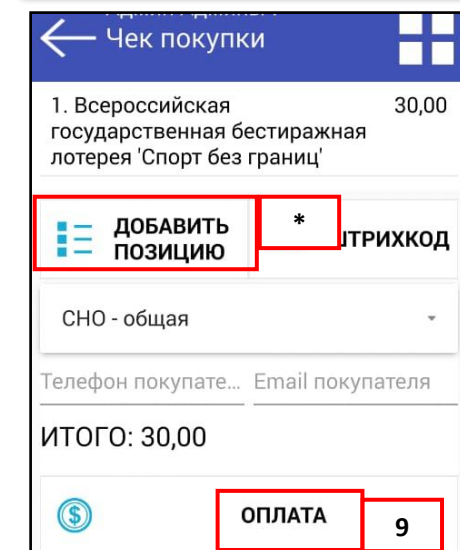 Чек покупки
1. Всероссийская 30,00
государственная бестиражная
лотерея 'Спорт без границ'
ДОБАВИТЬ
ПОЗИЦИЮ
*
ТРИХКОД
СНО - общая
Телефон покупате... Email покупателя
ИТОГО: 30,00
ОПЛАТА
9